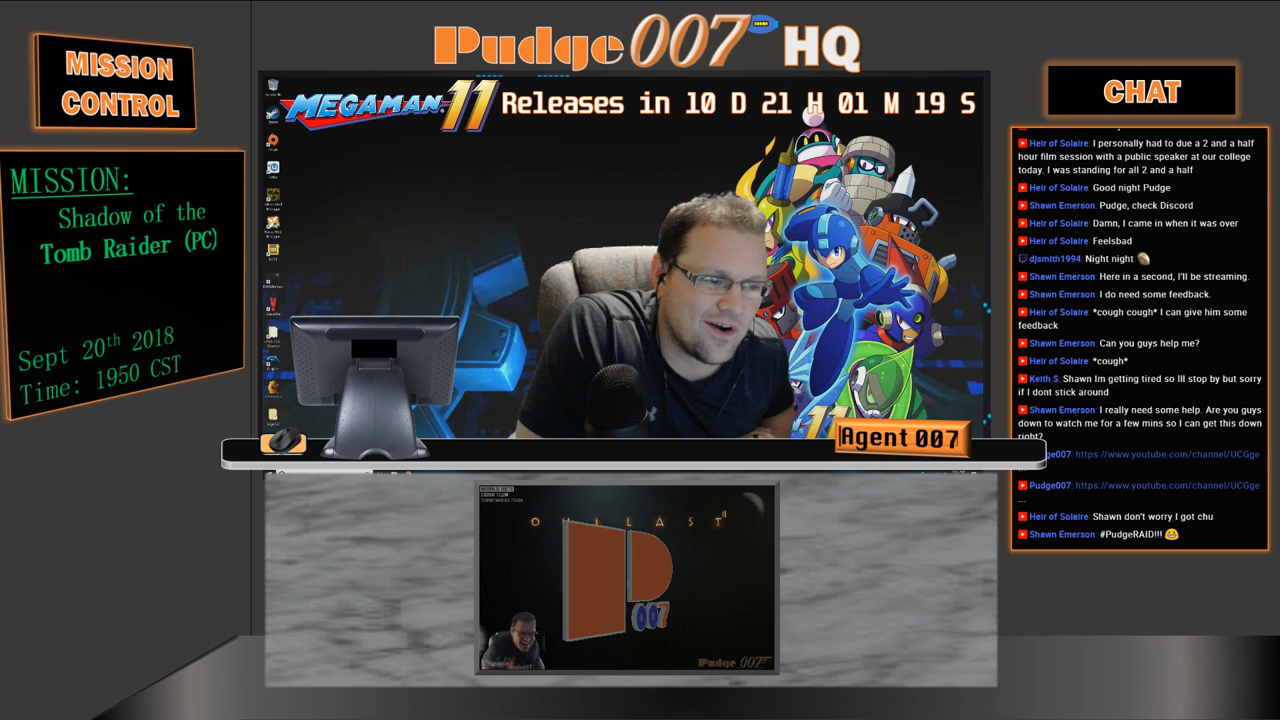 Pudge 007 HQ
MISSION
CONTROL
MISSION:
Shadow of the
Tomb Raider (PC)
Sept 20th 2018
Time: 1950 CST
MEGAMAN 11 Releases in 10 D 21 H 01 M 19 S
Agent 007
OUTLAST II
007
Pudge 007
CHAT
Heir of Solaire: I personally had to due a 2 and a half
hour film session with a public speaker at our college
today. I was standing for all 2 and a half
Heir of Solaire: Good night Pudge
Shawn Emerson: Pudge, check Discord
Heir of Solaire: Damn, I came in when it was over
Heir of Solaire: Feelsbad
djsmith1994: Night night
Shawn Emerson: Here in a second, I'll be streaming.
Shawn Emerson: I do need some feedback.
Heir of Solaire: *cough cough* I can give him some
feedback
Shawn Emerson: Can you guys help me?
Heir of Solaire: *cough*
Keith S: Shawn Im getting tired so Ill stop by but sorry
if I dont stick around
Shawn Emerson: I really need some help. Are you guys
down to watch me for a few mins so I can get this down
right?
ge007: https://www.youtube.com/channel/UCGge
...
Pudge007: https://www.youtube.com/channel/UCGge
...
Heir of Solaire: Shawn don't worry I got chu
Shawn Emerson: #PudgeRAID!!!